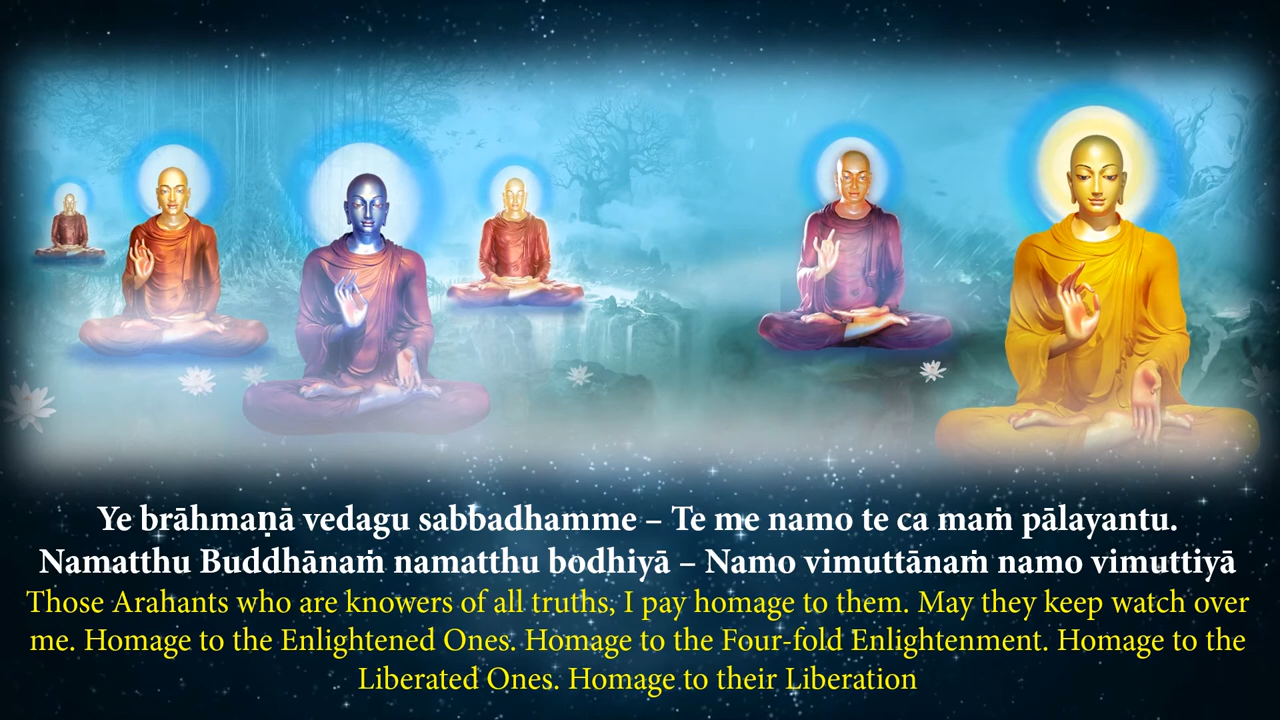 Ye brāhmaṇā vedagu sabbadhamme – Te me namo te ca maṁ pālayantu.
Namatthu Buddhānaṁ namatthu bodhiyā – Namo vimuttānaṁ namo vimuttiyā
Those Arahants who are knowers of all truths, I pay homage to them. May they keep watch over
me. Homage to the Enlightened Ones. Homage to the Four-fold Enlightenment. Homage to the
Liberated Ones. Homage to their Liberation